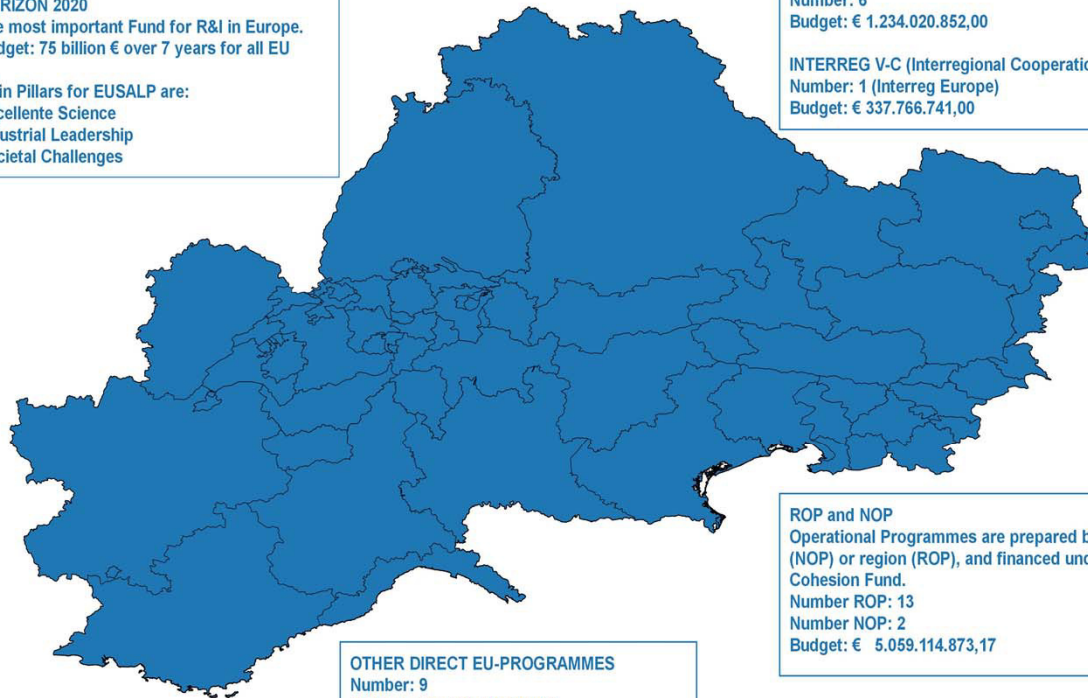 RIZON 2020
e most important Fund for R&I in Europe.
dget: 75 billion € over 7 years for all EU
in Pillars for EUSALP are:
cellente Science
ustrial Leadership
cietal Challenges
Number: 6
Budget: € 1.234.020.852,00
INTERREG V-C (Interregional Cooperatio
Number: 1 (Interreg Europe)
Budget: € 337.766.741,00
ROP and NOP
Operational Programmes are prepared b
(NOP) or region (ROP), and financed und
Cohesion Fund.
Number ROP: 13
Number NOP: 2
Budget: € 5.059.114.873,17
OTHER DIRECT EU-PROGRAMMES
Number: 9